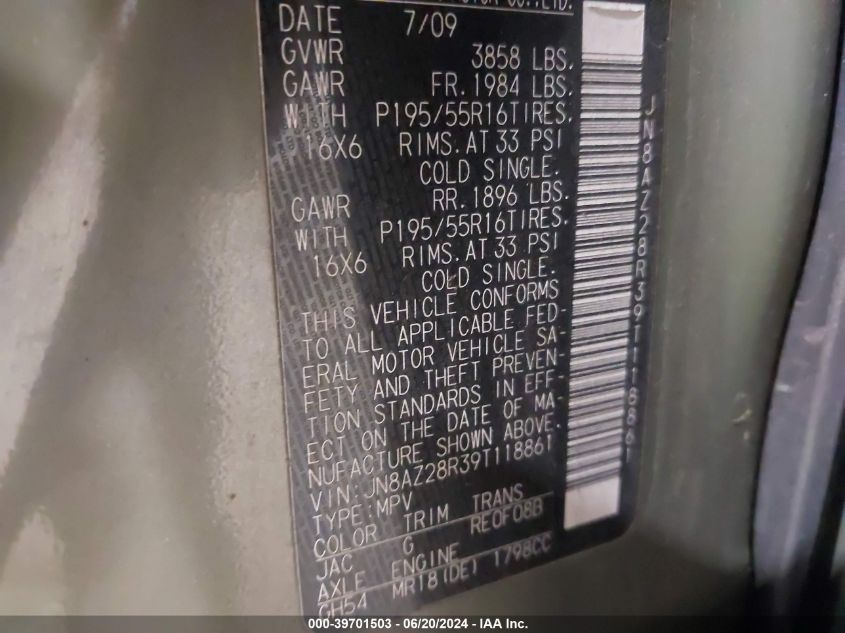 CO.,LTD.
DATE 7/09
GVWR 3858 LBS.
GAWR FR. 1984 LBS.
WITH P195/55R16TIRES.
16X6 RIMS. AT 33 PSI
COLD SINGLE.
GAWR RR. 1896 LBS.
WITH P195/55R16TIRES.
16X6 RIMS. AT 33 PSI
COLD SINGLE.
THIS VEHICLE CONFORMS
TO ALL APPLICABLE FED-
ERAL MOTOR VEHICLE SA-
FETY AND THEFT PREVEN-
TION STANDARDS IN EFF-
ECT ON THE DATE OF MA-
NUFACTURE SHOWN ABOVE.
VIN:JN8AZ28R39T118861
TYPE:MPV
COLOR TRIM TRANS
JAC G RE0F08B
AXLE ENGINE
GH54 MR18(DE) 1798CC
JN8AZ28R39T118861
000-39701503 - 06/20/2024 - IAA Inc.